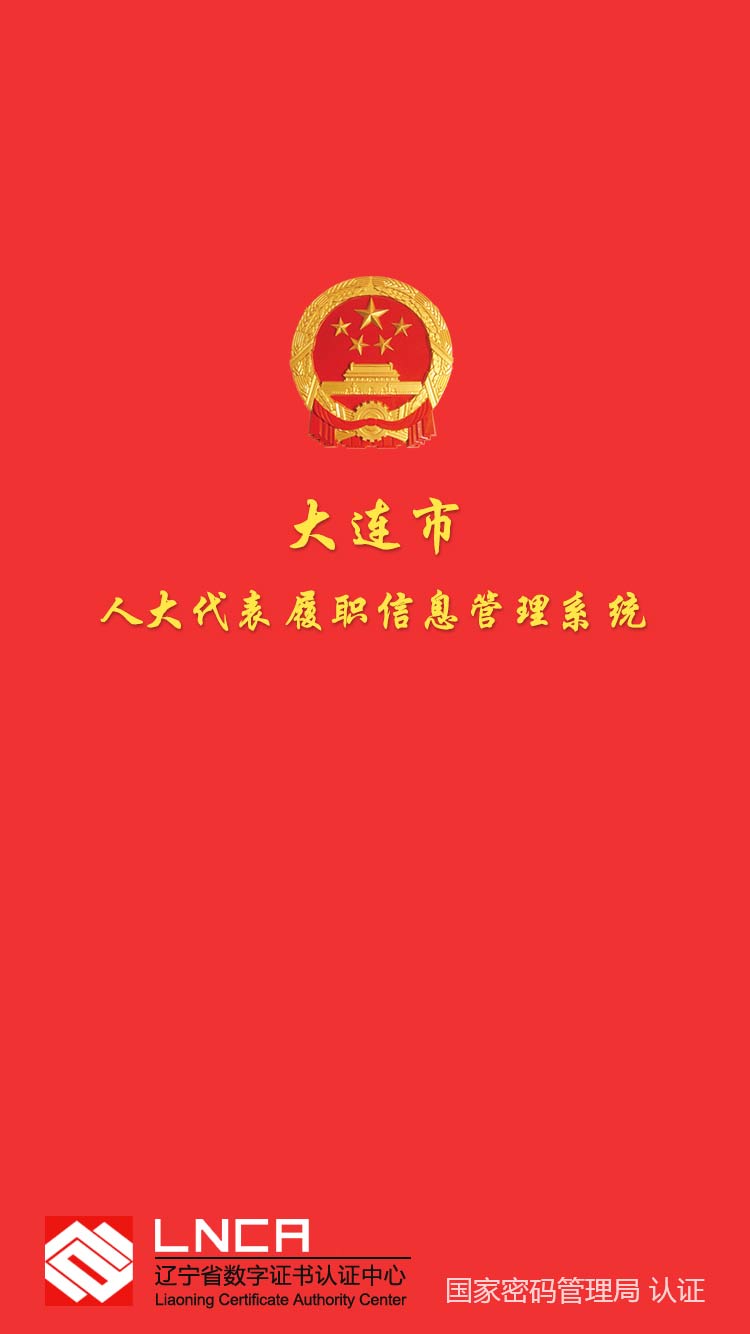 大连市
人大代表履职信息管理系统
LNCA
辽宁省数字证书认证中心
Liaoning Certificate Authority Center
国家密码管理局 认证